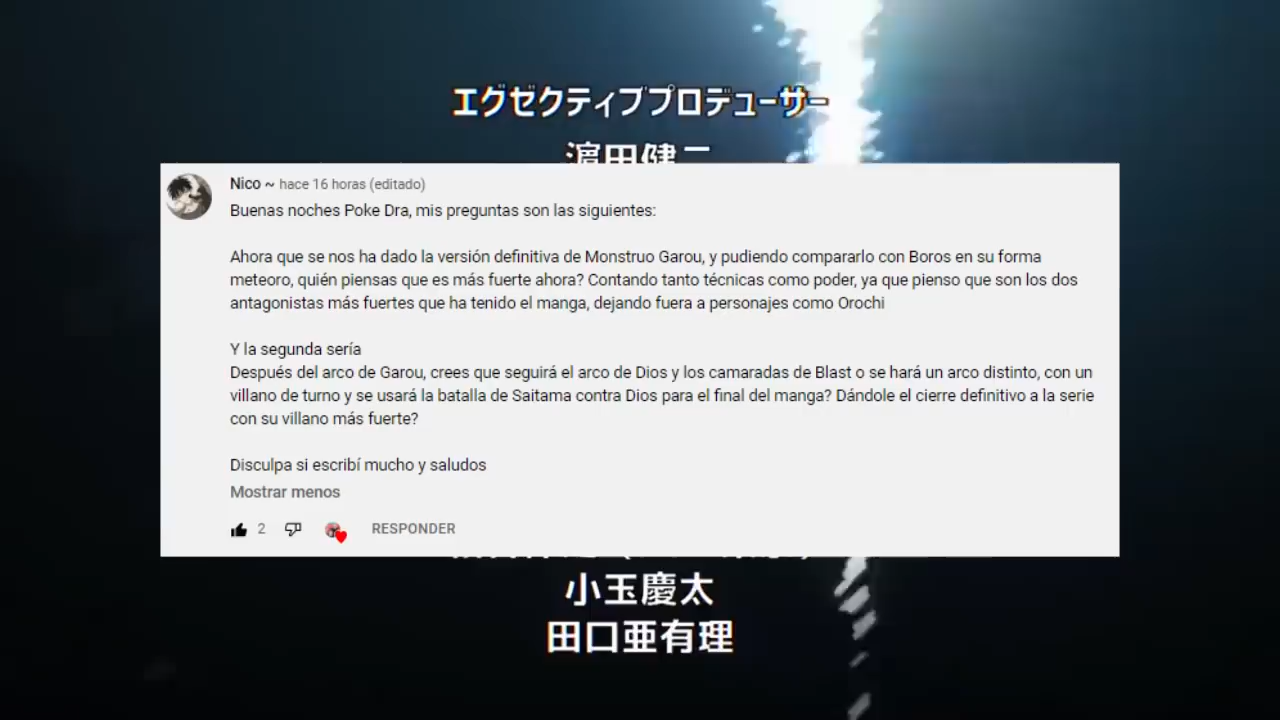 エグゼクティブプロデューサー
濵田健二
Nico ~ hace 16 horas (editado)
Buenas noches Poke Dra, mis preguntas son las siguientes:
Ahora que se nos ha dado la versión definitiva de Monstruo Garou, y pudiendo compararlo con Boros en su forma
meteoro, quién piensas que es más fuerte ahora? Contando tanto técnicas como poder, ya que pienso que son los dos
antagonistas más fuertes que ha tenido el manga, dejando fuera a personajes como Orochi
Y la segunda sería
Después del arco de Garou, crees que seguirá el arco de Dios y los camaradas de Blast o se hará un arco distinto, con un
villano de turno y se usará la batalla de Saitama contra Dios para el final del manga? Dándole el cierre definitivo a la serie
con su villano más fuerte?
Disculpa si escribí mucho y saludos
Mostrar menos
2 RESPONDER
小玉慶太
田口亜有理